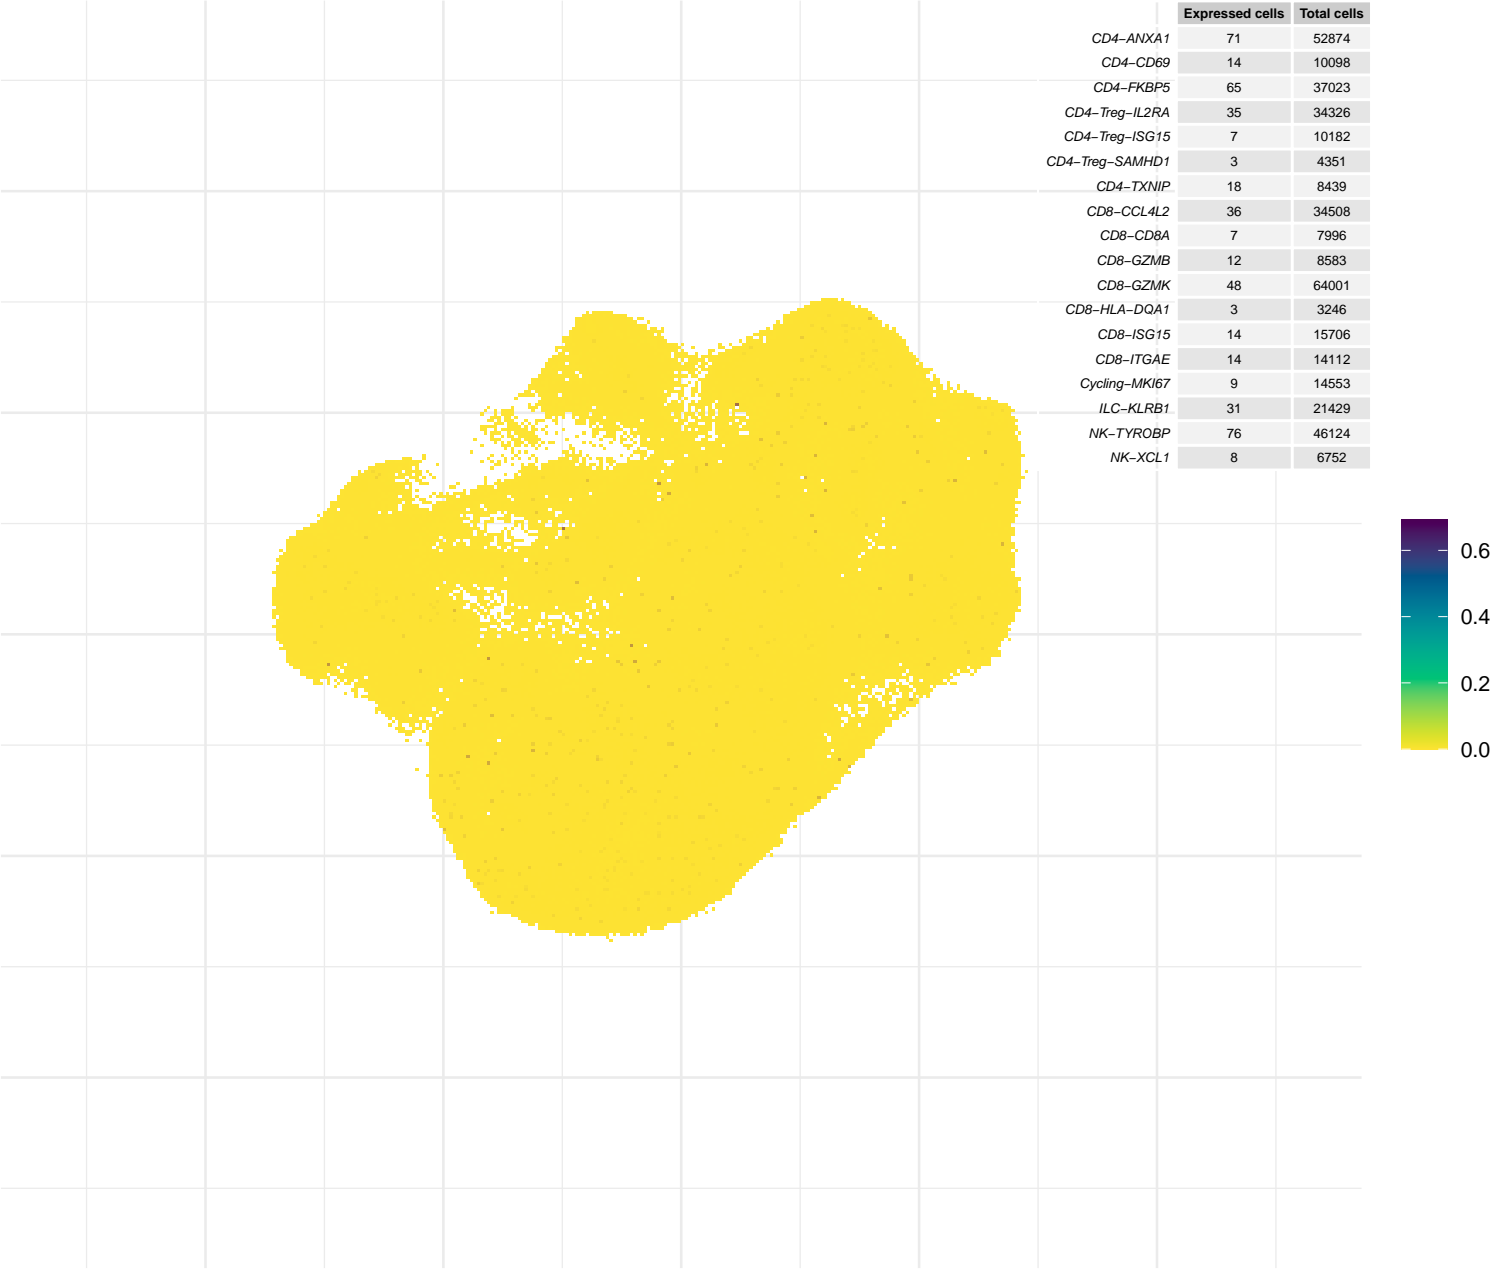 Expressed cells Total cells
CD4−ANXA1 71 52874
CD4−CD69 14 10098
CD4−FKBP5 65 37023
CD4−Treg−IL2RA 35 34326
CD4−Treg−ISG15 7 10182
CD4−Treg−SAMHD1 3 4351
CD4−TXNIP 18 8439
CD8−CCL4L2 36 34508
CD8−CD8A 7 7996
CD8−GZMB 12 8583
CD8−GZMK 48 64001
CD8−HLA−DQA1 3 3246
CD8−ISG15 14 15706
CD8−ITGAE 14 14112
Cycling−MKI67 9 14553
ILC−KLRB1 31 21429
NK−TYROBP 76 46124
NK−XCL1 8 6752
0.6
0.4
0.2
0.0